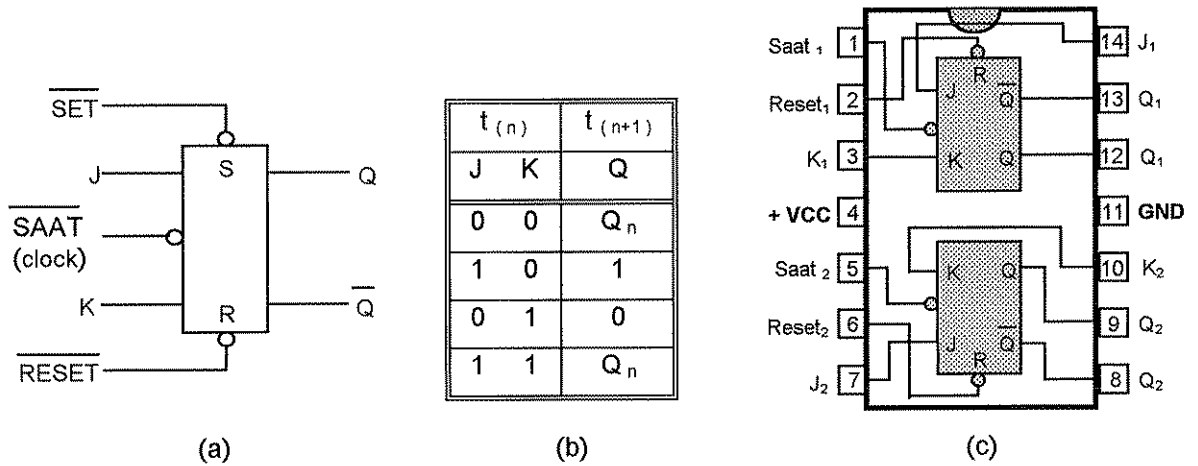 SET
J
S
Q
SAAT
(clock)
K
R
Q
RESET
(a)
t (n) t (n+1)
J K Q
0 0 Qn
1 0 1
0 1 0
1 1 Qn
(b)
Saat 1 1
Reset1 2
K1 3
+ VCC 4
Saat 2 5
Reset2 6
J2 7
R
J Q
K Q
K Q
J Q
R
14 J1
13 Q1
12 Q1
11 GND
10 K2
9 Q2
8 Q2
(c)